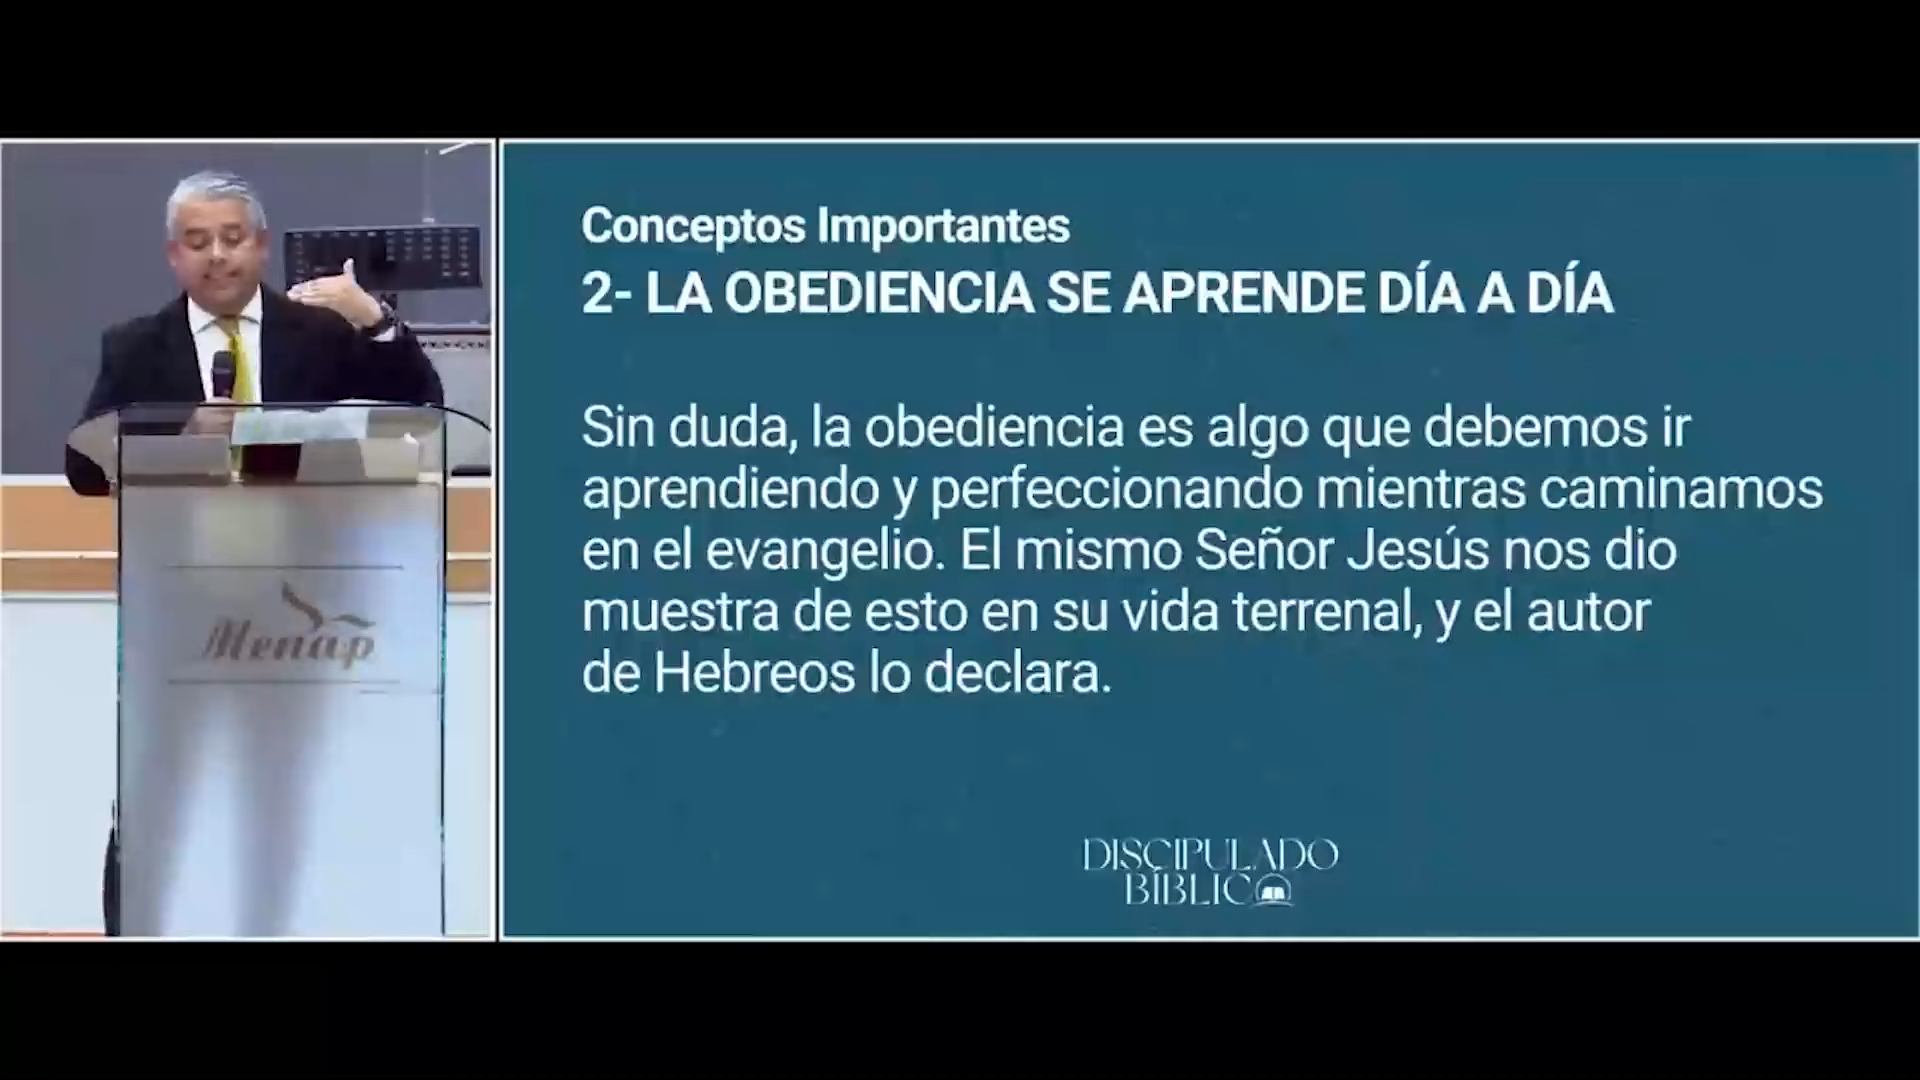 Conceptos Importantes
2- LA OBEDIENCIA SE APRENDE DÍA A DÍA
Sin duda, la obediencia es algo que debemos ir
aprendiendo y perfeccionando mientras caminamos
en el evangelio. El mismo Señor Jesús nos dio
muestra de esto en su vida terrenal, y el autor
de Hebreos lo declara.
DISCIPULADO
BÍBLICO
Menap